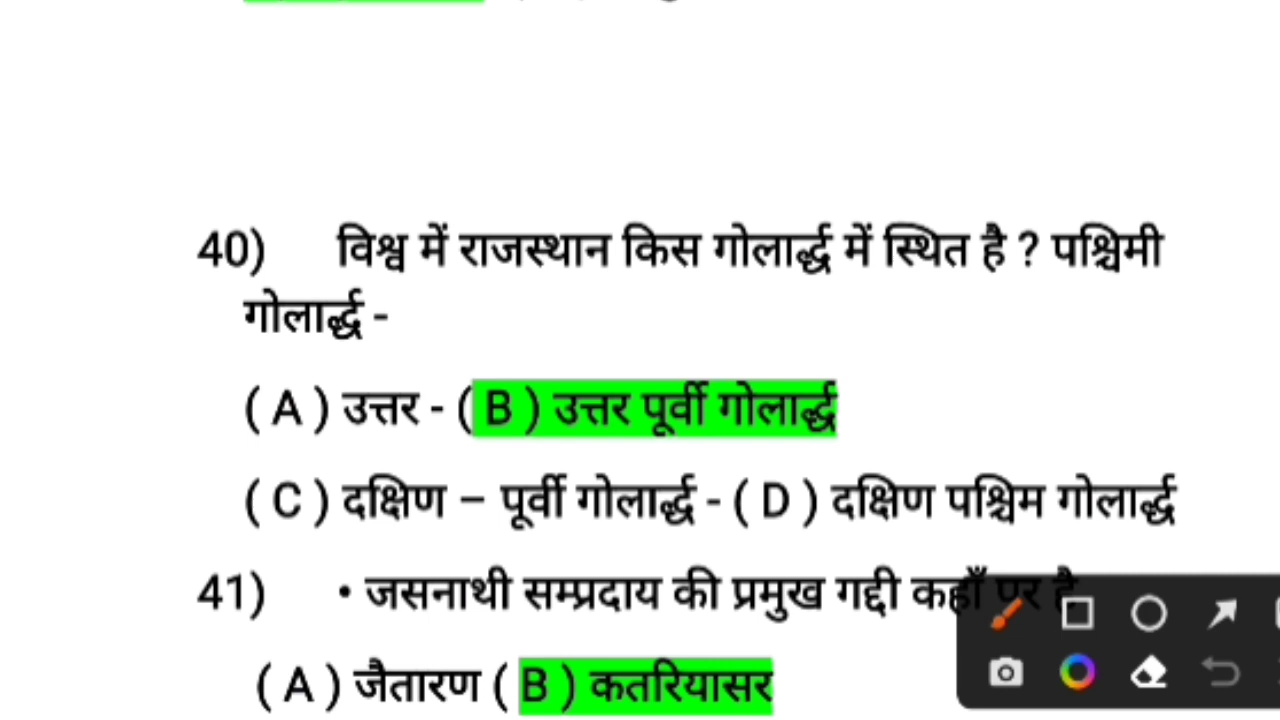 40) विश्व में राजस्थान किस गोलार्द्ध में स्थित है ? पश्चिमी
गोलार्द्ध -
( A ) उत्तर - ( B ) उत्तर पूर्वी गोलार्द्ध
( C ) दक्षिण – पूर्वी गोलार्द्ध - ( D ) दक्षिण पश्चिम गोलार्द्ध
41) • जसनाथी सम्प्रदाय की प्रमुख गद्दी कहाँ पर है
( A ) जैतारण ( B ) कतरियासर